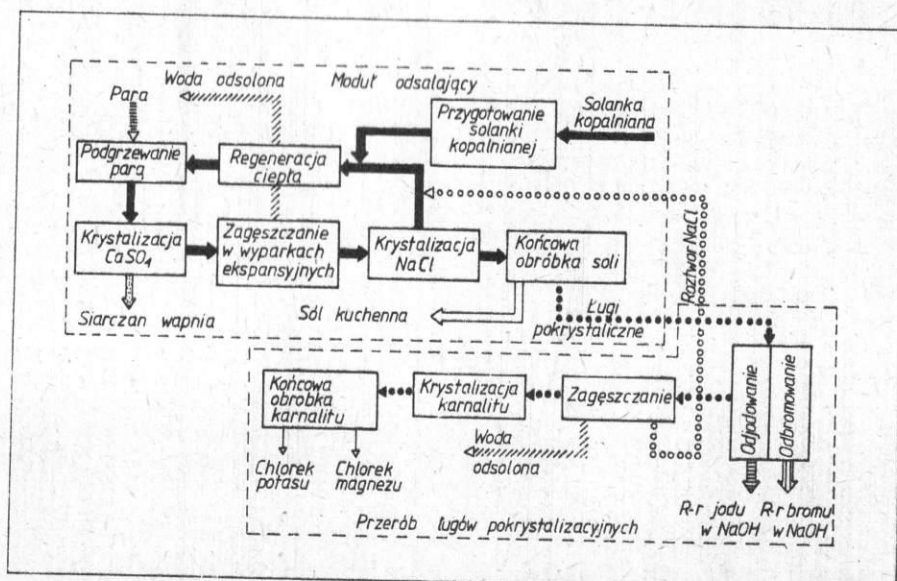 Woda odsolona
Moduł odsalający
Para
Przygotowanie
solanki
kopalnianej
Solanka
kopalniana
Podgrzewanie
parą
Regeneracja
ciepła
Krystalizacja
CaSO4
Zagęszczanie
w wyparkach
ekspansyjnych
Krystalizacja
NaCl
Końcowa
obróbka soli
Roztwór NaCl
Siarczan wapnia
Sól kuchenna
Ługi
pokrystaliczne
Końcowa
obróbka
karnalitu
Krystalizacja
karnalitu
Zagęszczanie
Odjodowanie
Odbromowanie
Woda
odsolona
Chlorek
potasu
Chlorek
magnezu
R-r jodu
w NaOH
R-r bromu
w NaOH
Przerób ługów pokrystalizacyjnych